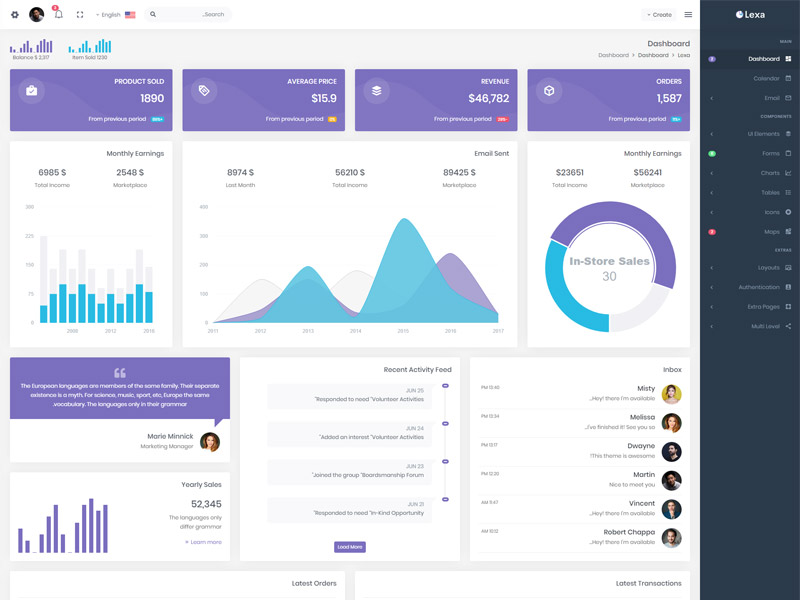 Lexa
3
English
Search...
Create
MAIN
Dashboard
Calendar
Email
COMPONENTS
UI Elements
Forms
Charts
Tables
Icons
Maps
EXTRAS
Layouts
Authentication
Extra Pages
Multi Level
Balance $ 2,317
Item Sold 1230
Dashboard
Dashboard > Dashboard > Lexa
PRODUCT SOLD
1890
From previous period
AVERAGE PRICE
$15.9
From previous period
REVENUE
$46,782
From previous period
ORDERS
1,587
From previous period
Monthly Earnings
6985 $
2548 $
Total Income
Marketplace
300
225
150
75
0
2008
2012
2018
Email Sent
8974 $
56210 $
89425 $
Last Month
Total Income
Marketplace
400
300
200
100
0
2011 2012 2013 2014 2015 2016 2017
Monthly Earnings
$23651
$56241
Total Income
Marketplace
In-Store Sales
30
The European languages are members of the same family. Their separate
existence is a myth. For science, music, sport, etc, Europe the same
.vocabulary. The languages only in their grammar
Marie Minnick
Marketing Manager
Yearly Sales
52,345
The languages only
differ grammar
Learn more
Recent Activity Feed
JUN 25
"Responded to need "Volunteer Activities
JUN 24
"Added an interest "Volunteer Activities
JUN 23
"Joined the group "Boardsmanship Forum
JUN 21
"Responded to need "In-Kind Opportunity
Load More
Inbox
Misty
PM 12:40
...Hey! there I'm available
Melissa
PM 12:34
...I've finished it! See you so
Dwayne
PM 12:17
!This theme is awesome
Martin
PM 12:20
Nice to meet you
Vincent
AM 11:47
...Hey! there I'm available
Robert Chappa
AM 10:12
...Hey! there I'm available
Latest Orders
Latest Transactions